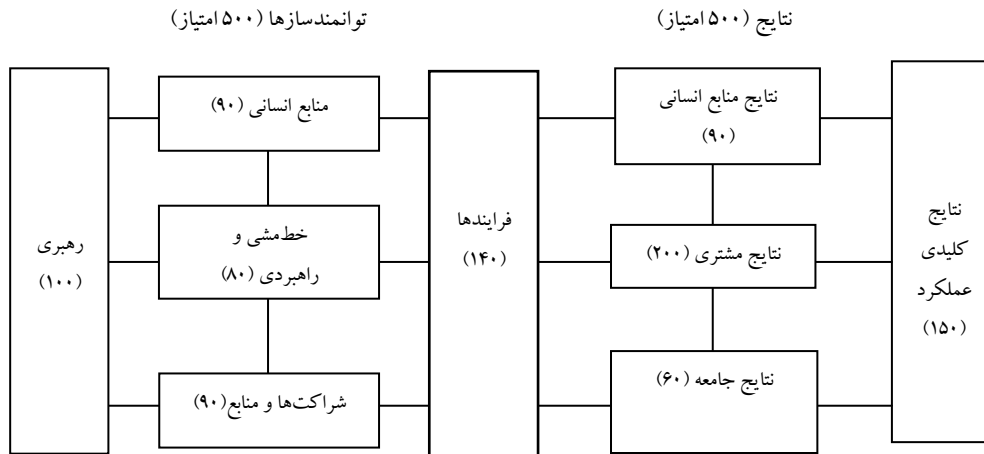 توانمندسازها (۵۰۰ امتیاز)
نتایج (۵۰۰ امتیاز)
رهبری
(۱۰۰)
منابع انسانی (۹۰)
خط‌مشی و
راهبردی (۸۰)
شراکت‌ها و منابع(۹۰)
فرایندها
(۱۴۰)
نتایج منابع انسانی
(۹۰)
نتایج مشتری (۲۰۰)
نتایج جامعه (۶۰)
نتایج
کلیدی
عملکرد
(۱۵۰)